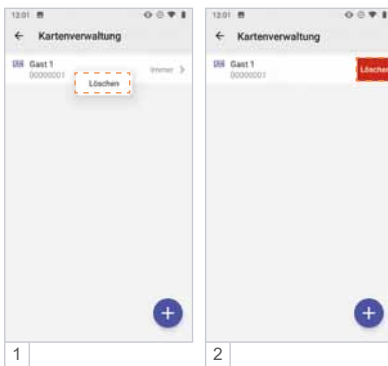 12:01
Kartenverwaltung
Gast 1
00000001
Immer
Löschen
1
12:01
Kartenverwaltung
Gast 1
00000001
Löschen
2